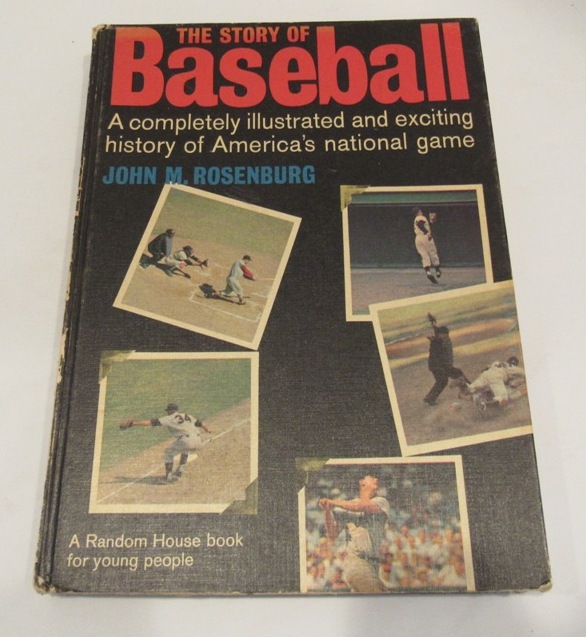 THE STORY OF
Baseball
A completely illustrated and exciting
history of America's national game
JOHN M. ROSENBURG
34
A Random House book
for young people